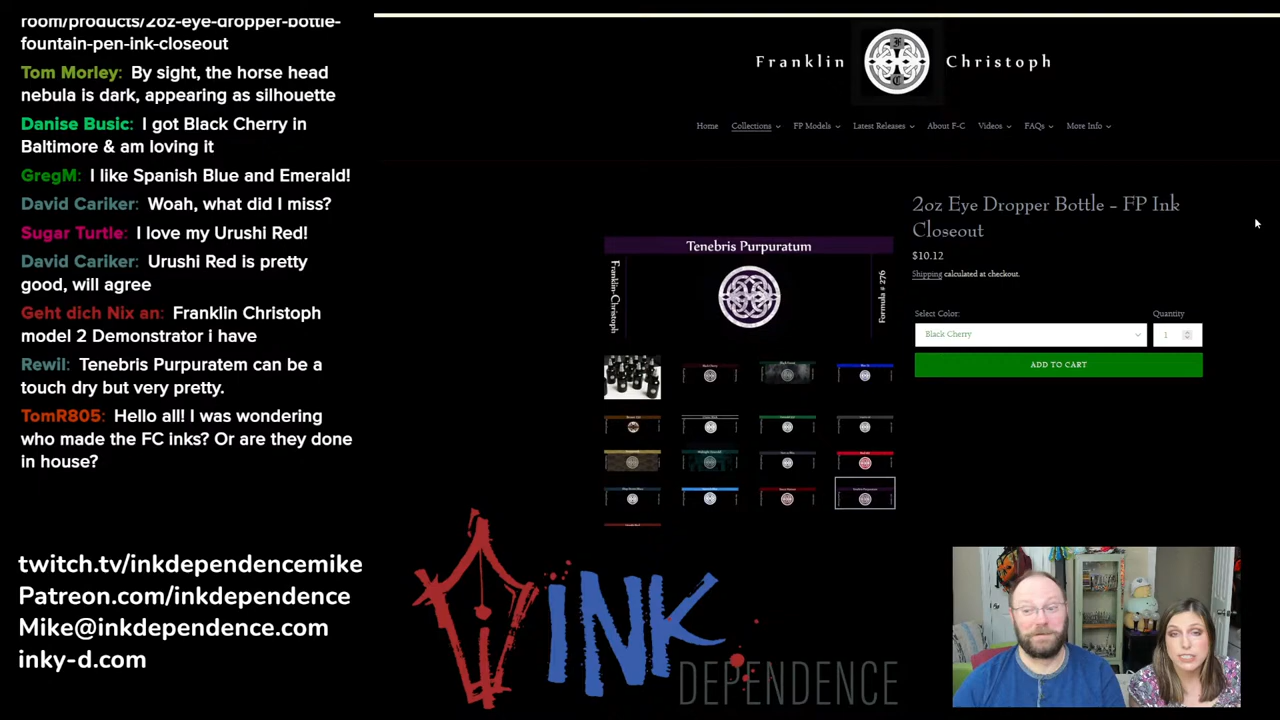 room/products/2oz-eye-dropper-bottle-
fountain-pen-ink-closeout
Tom Morley: By sight, the horse head
nebula is dark, appearing as silhouette
Danise Busic: I got Black Cherry in
Baltimore & am loving it
GregM: I like Spanish Blue and Emerald!
David Cariker: Woah, what did I miss?
Sugar Turtle: I love my Urushi Red!
David Cariker: Urushi Red is pretty
good, will agree
Geht dich Nix an: Franklin Christoph
model 2 Demonstrator i have
Rewil: Tenebris Purpuratem can be a
touch dry but very pretty.
TomR805: Hello all! I was wondering
who made the FC inks? Or are they done
in house?
twitch.tv/inkdependencemike
Patreon.com/inkdependence
Mike@inkdependence.com
inky-d.com
Franklin Christoph
Home Collections FP Models Latest Releases About F-C Videos FAQs More Info
Tenebris Purpuratum
Franklin-Christoph
Formula # 276
2oz Eye Dropper Bottle - FP Ink
Closeout
$10.12
Shipping calculated at checkout.
Select Color: Quantity
Black Cherry 1
ADD TO CART
INK
DEPENDENCE